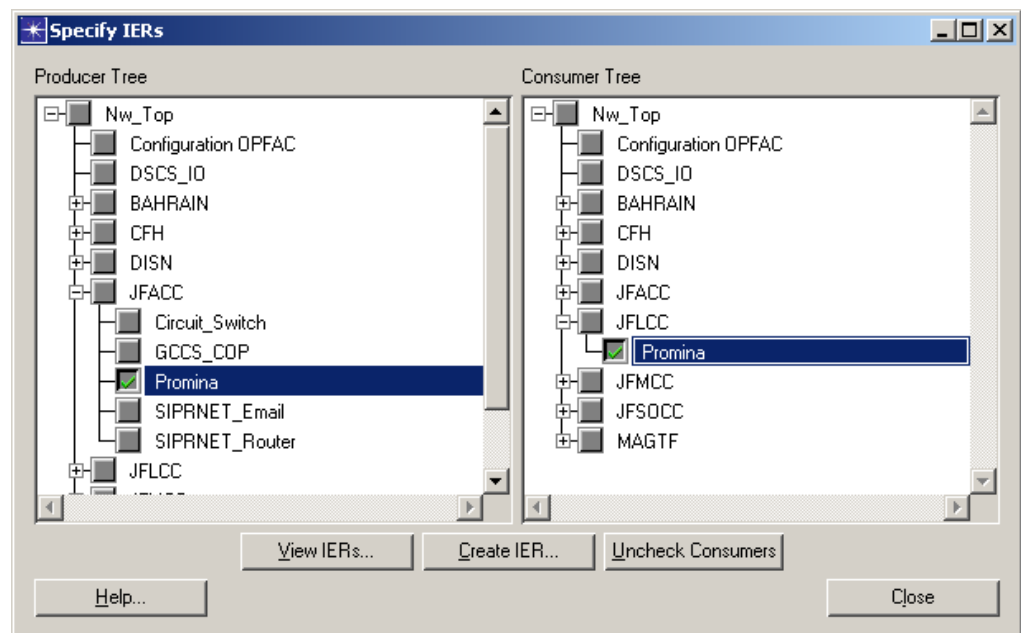 Specify IERs
Producer Tree
Nw_Top
Configuration OPFAC
DSCS_IO
BAHRAIN
CFH
DISN
JFACC
Circuit_Switch
GCCS_COP
Promina
SIPRNET_Email
SIPRNET_Router
JFLCC
Consumer Tree
Nw_Top
Configuration OPFAC
DSCS_IO
BAHRAIN
CFH
DISN
JFACC
JFLCC
Promina
JFMCC
JFSOCC
MAGTF
View IERs...
Create IER...
Uncheck Consumers
Help...
Close